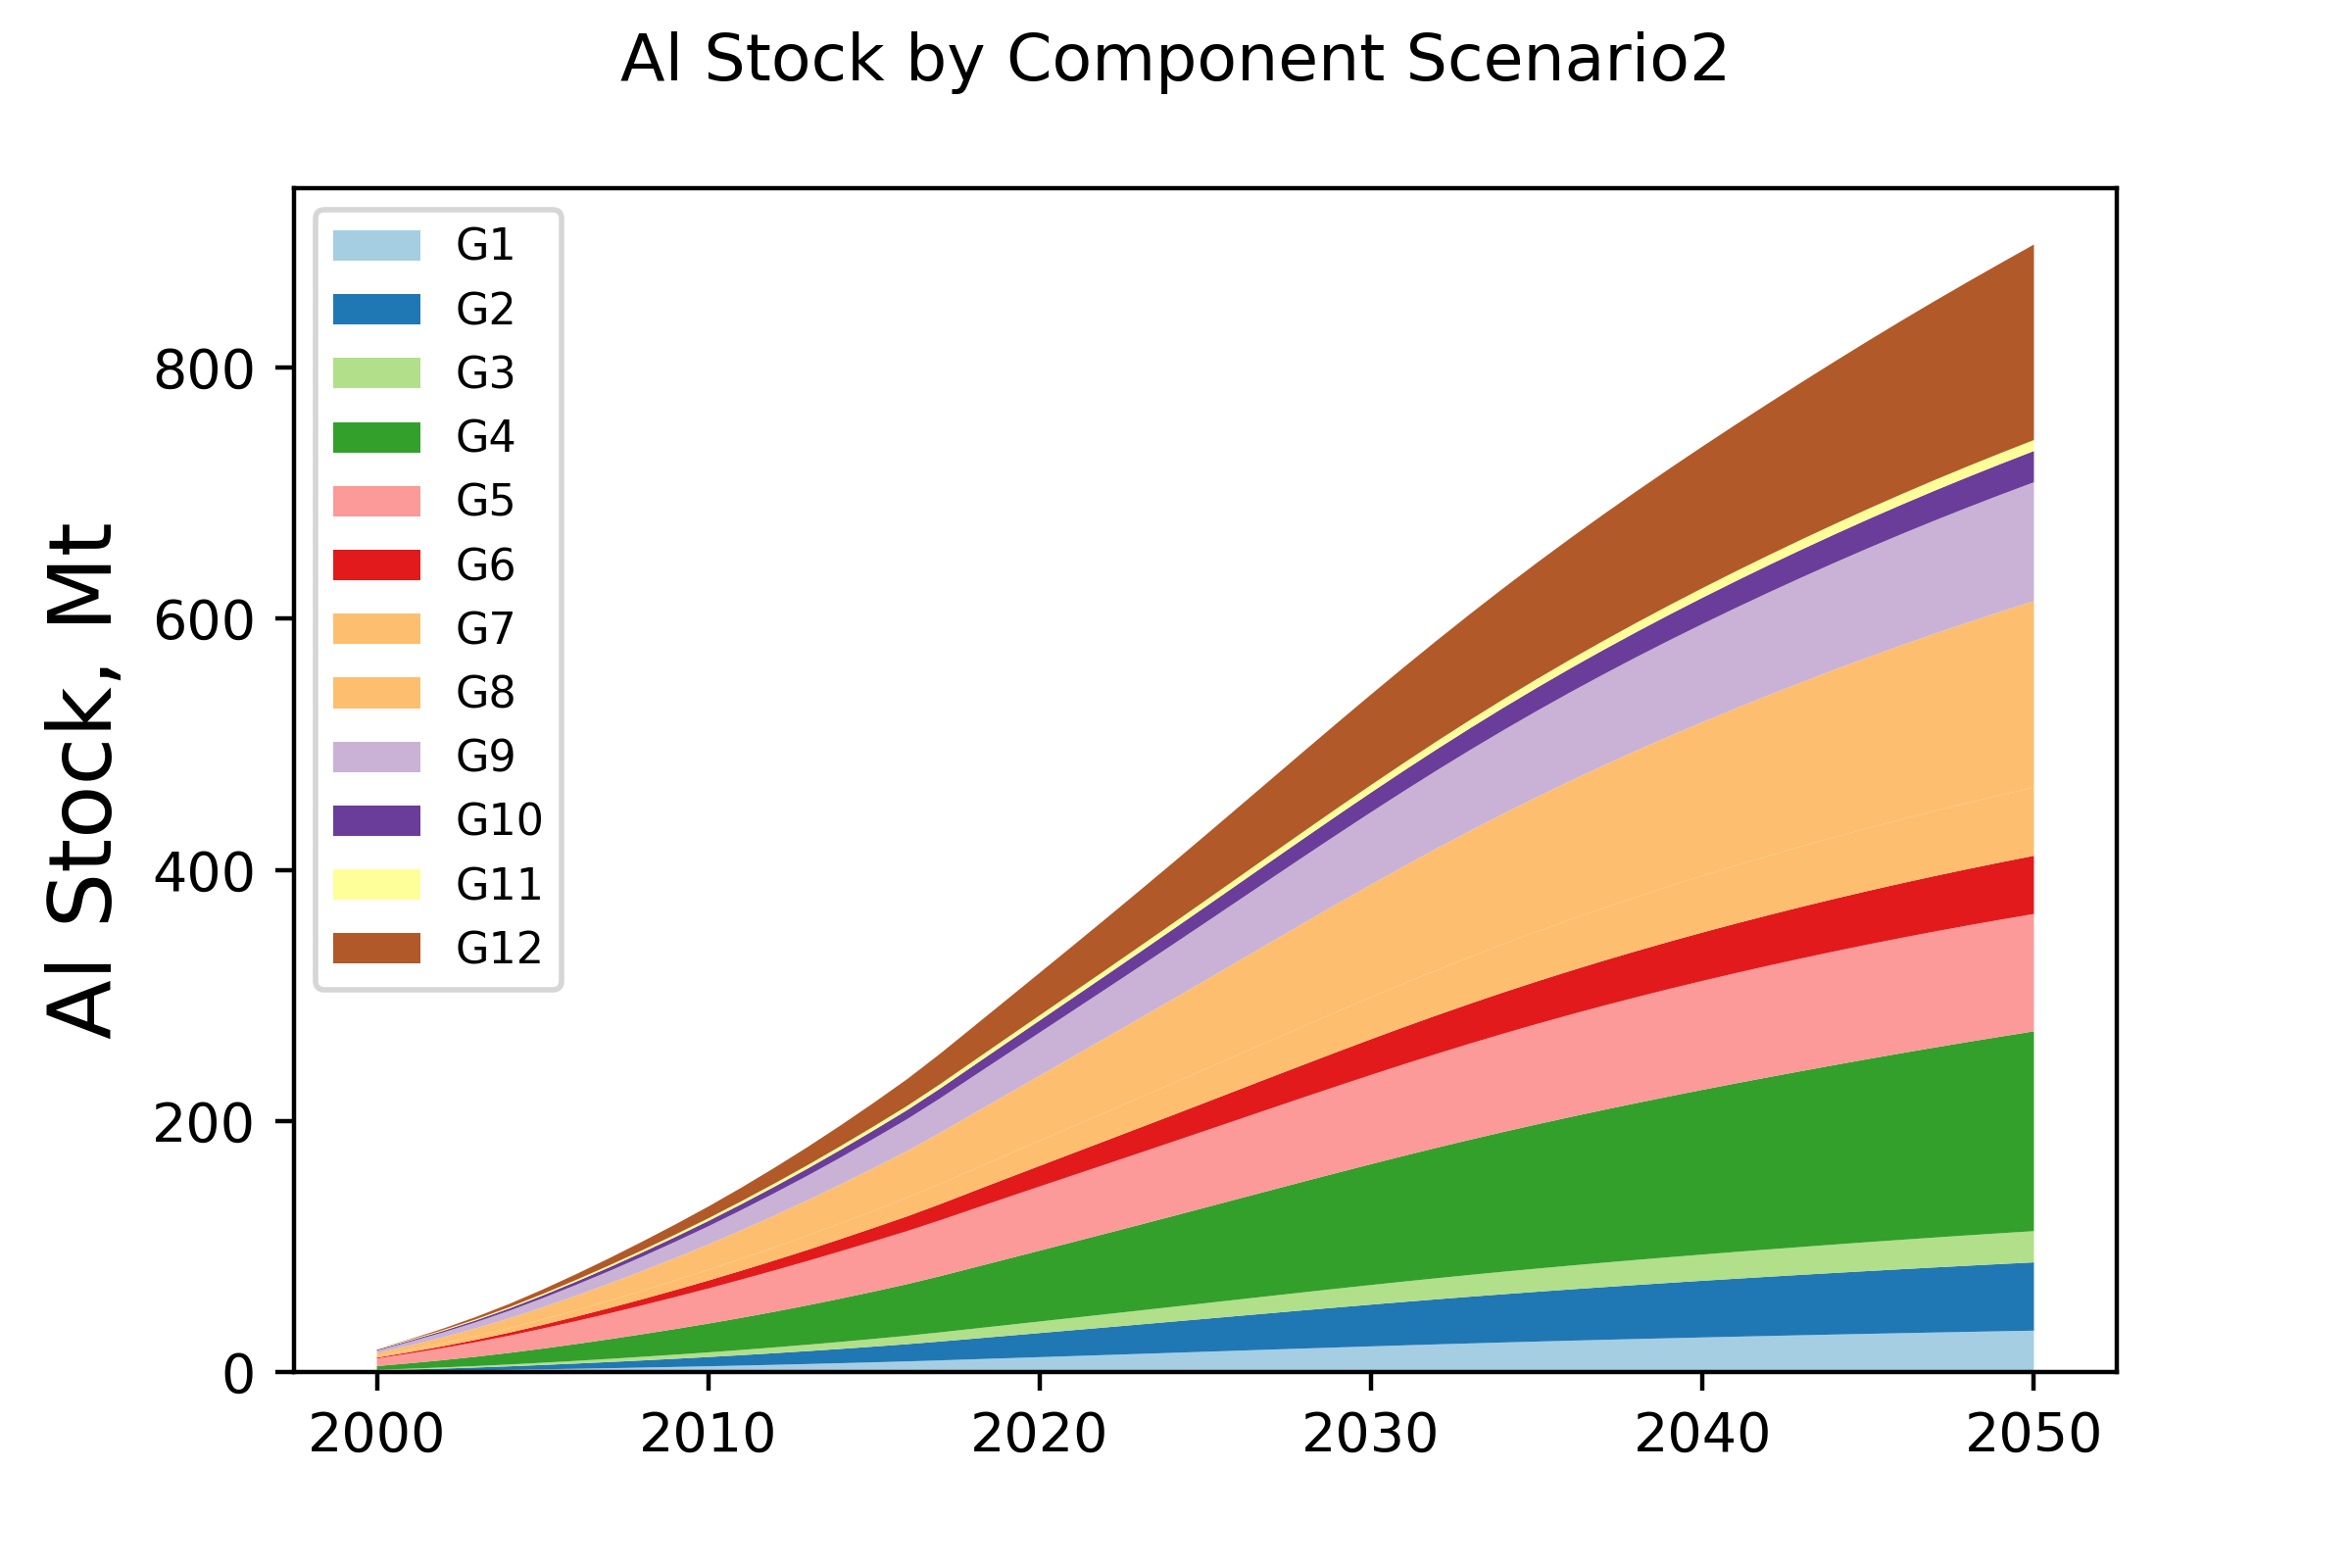 Al Stock by Component Scenario2
Al Stock, Mt
800
600
400
200
0
G1
G2
G3
G4
G5
G6
G7
G8
G9
G10
G11
G12
2000 2010 2020 2030 2040 2050